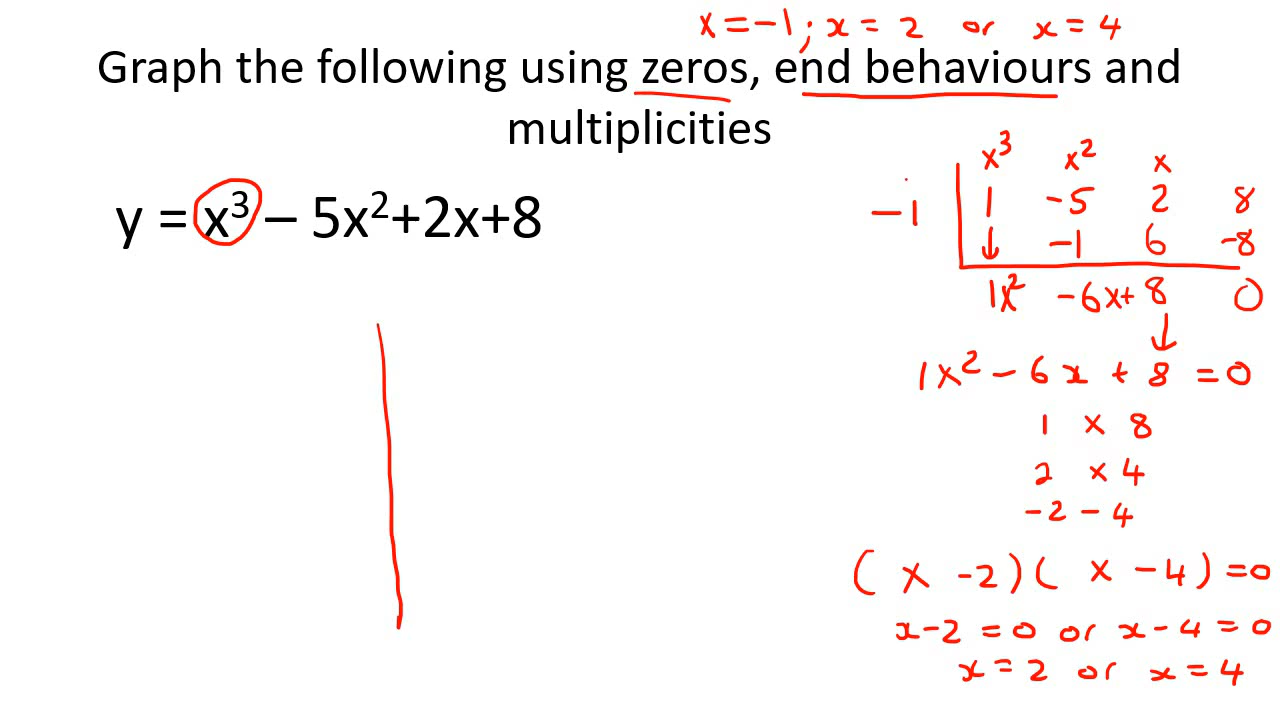 x = -1 ; x = 2 or x = 4
Graph the following using zeros, end behaviours and
multiplicities
y = x³ – 5x²+2x+8
x³ x² x
-1 | 1 -5 2 8
↓ -1 6 -8
1x² -6x+ 8 0
↓
1x² - 6x + 8 = 0
1 x 8
2 x 4
-2 -4
(x -2)(x -4) = 0
x-2 = 0 or x-4 = 0
x = 2 or x = 4